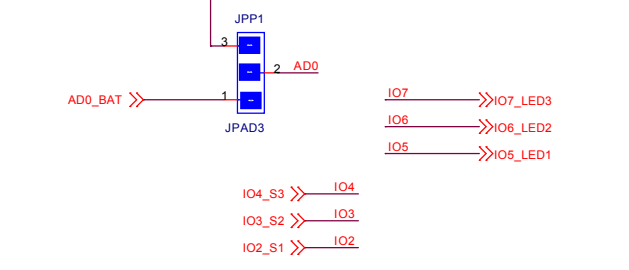 JPP1
3
2 AD0
AD0_BAT 1
JPAD3
IO7 IO7_LED3
IO6 IO6_LED2
IO5 IO5_LED1
IO4_S3 IO4
IO3_S2 IO3
IO2_S1 IO2